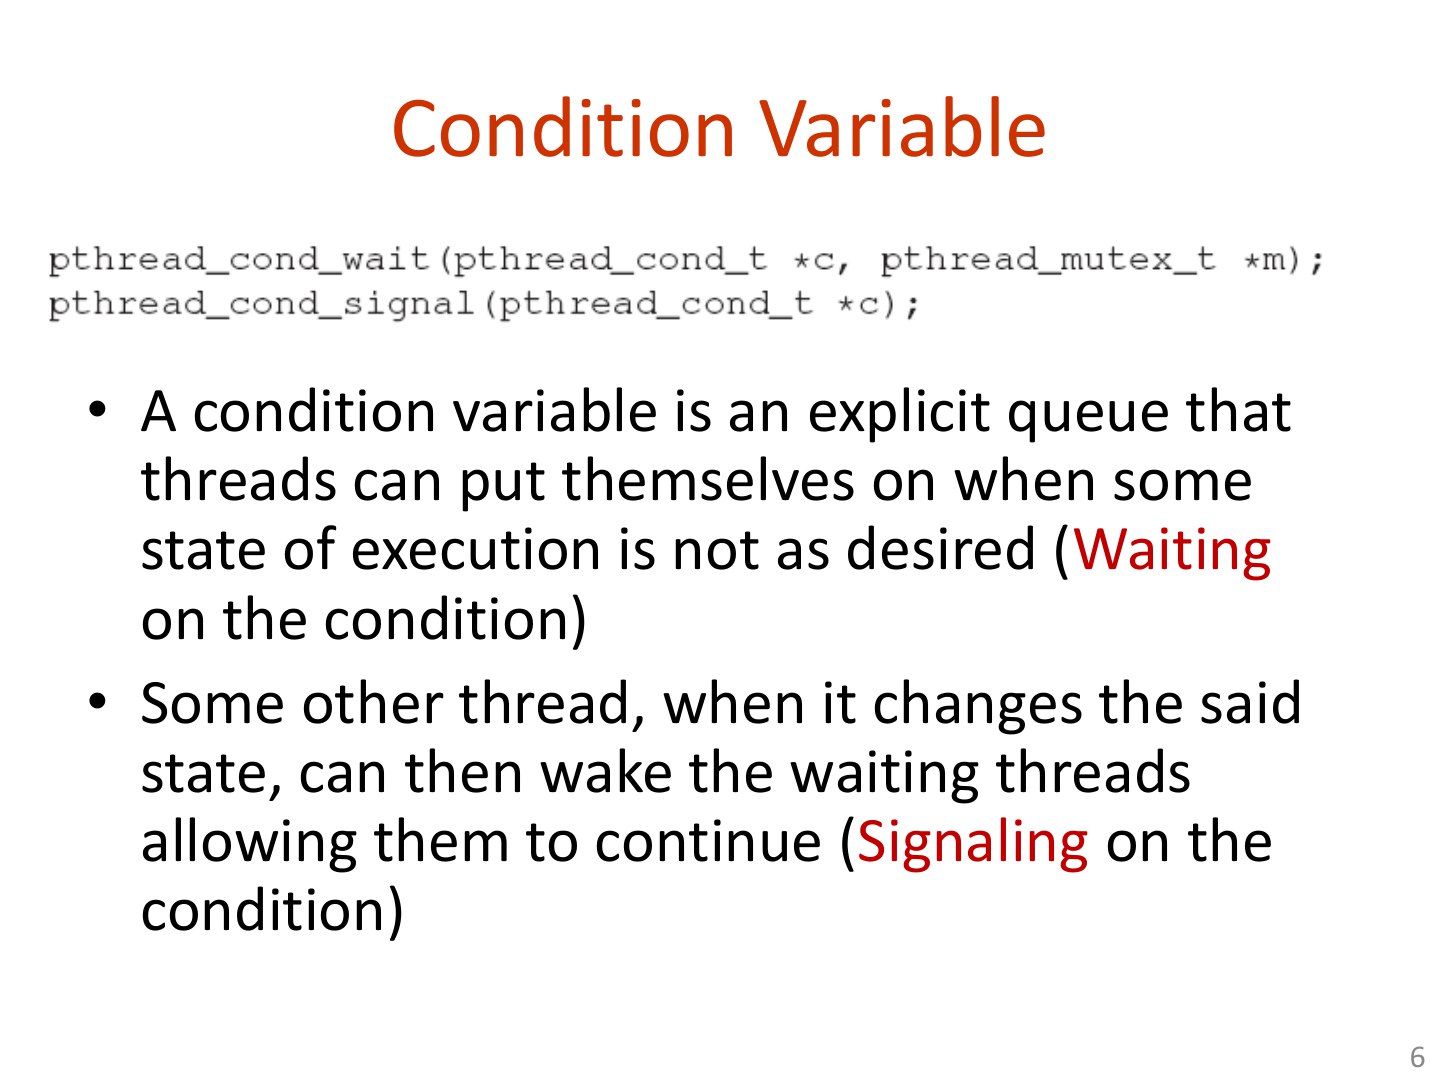 Condition Variable
pthread_cond_wait(pthread_cond_t *c, pthread_mutex_t *m);
pthread_cond_signal(pthread_cond_t *c);
• A condition variable is an explicit queue that
threads can put themselves on when some
state of execution is not as desired (Waiting
on the condition)
• Some other thread, when it changes the said
state, can then wake the waiting threads
allowing them to continue (Signaling on the
condition)
6